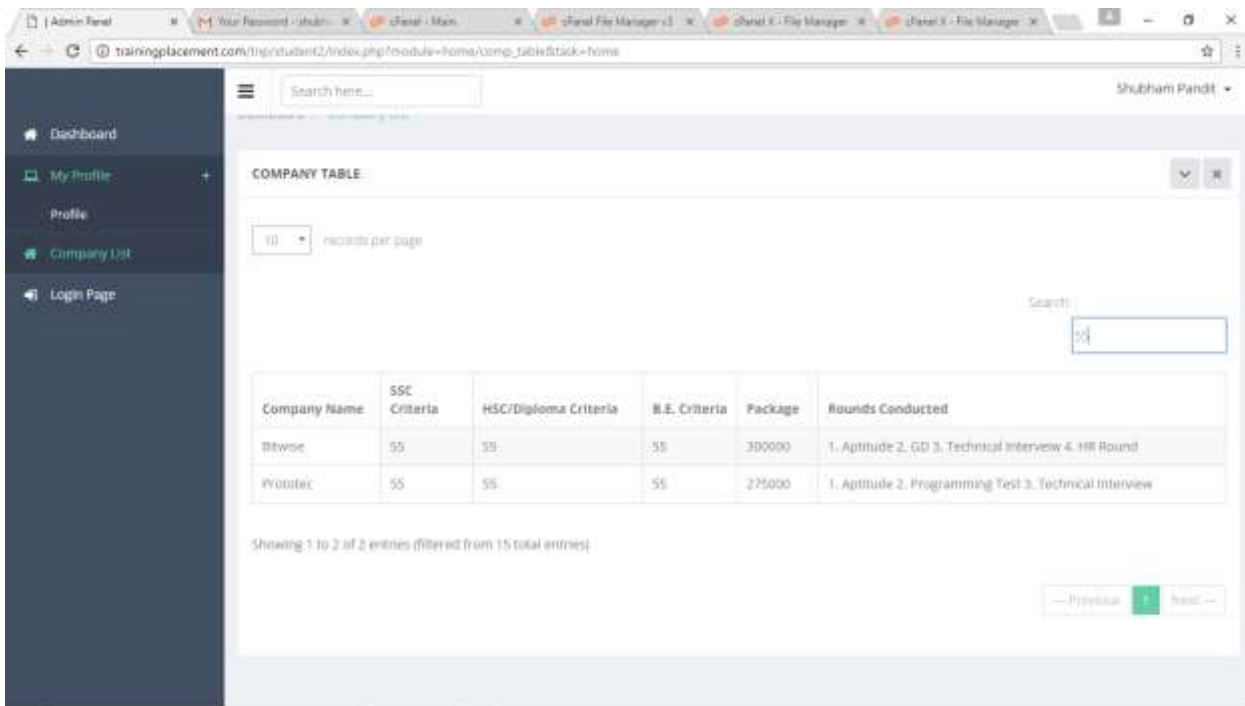 | Admin Panel
Your Password - shubh
cPanel - Main
cPanel File Manager v3
cPanel X - File Manager
cPanel X - File Manager
trainingplacement.com/tnp/student2/index.php?module=home/comp_table&task=home
Search here...
Shubham Pandit
Dashboard
My Profile +
Profile
Company List
Login Page
COMPANY TABLE
10 records per page
Search:
55
Company Name SSC Criteria HSC/Diploma Criteria B.E. Criteria Package Rounds Conducted
Bitwise 55 55 55 300000 1. Aptitude 2. GD 3. Technical Interveiw 4. HR Round
Prototec 55 55 55 275000 1. Aptitude 2. Programming Test 3. Technical Interview
Showing 1 to 2 of 2 entries (filtered from 15 total entries)
← Previous 1 Next →